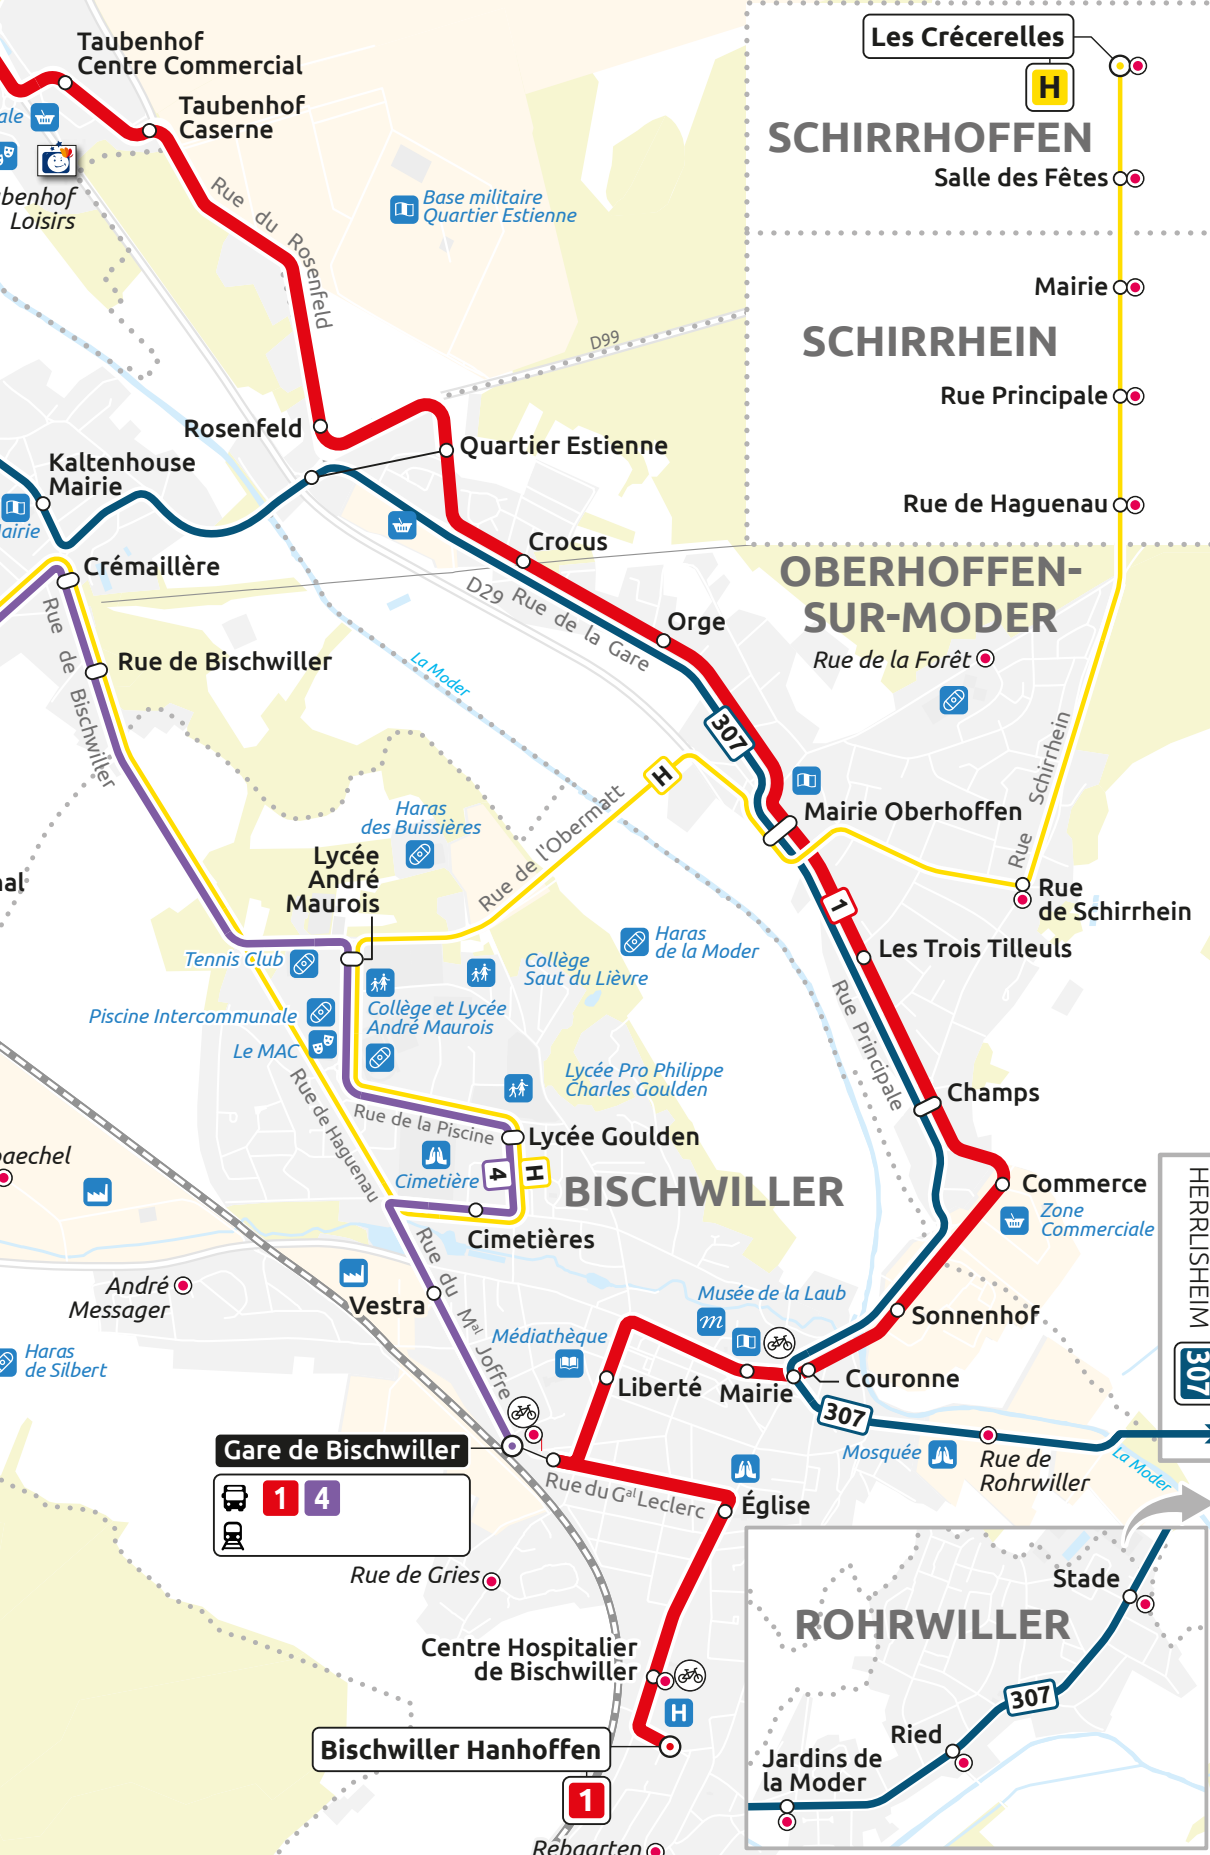 Taubenhof
Centre Commercial
Taubenhof
Caserne
ale
benhof
Loisirs
Rue du Rosenfeld
Base militaire
Quartier Estienne
Les Crécerelles
H
SCHIRRHOFFEN
Salle des Fêtes
Mairie
SCHIRRHEIN
Rue Principale
Rue de Haguenau
D99
Rosenfeld
Quartier Estienne
Kaltenhouse
Mairie
airie
Crémaillère
Crocus
D29 Rue de la Gare
Orge
OBERHOFFEN-
SUR-MODER
Rue de la Forêt
Rue de Bischwiller
Rue de Bischwiller
La Moder
307
H
Rue Schirrhein
Mairie Oberhoffen
Haras
des Buissières
Rue de l'Obermatt
Lycée
André
Maurois
nal
1
Rue
de Schirrhein
Les Trois Tilleuls
Tennis Club
Haras
de la Moder
Collège
Saut du Lièvre
Piscine Intercommunale
Collège et Lycée
André Maurois
Le MAC
Rue Principale
Lycée Pro Philippe
Charles Goulden
Rue de Haguenau
Rue de la Piscine
Champs
Lycée Goulden
aechel
Cimetière
4
H
BISCHWILLER
Commerce
Zone
Commerciale
HERRLISHEIM
307
Cimetières
Rue du Mal Joffre
André
Messager
Vestra
Musée de la Laub
m
Sonnenhof
Médiathèque
Haras
de Silbert
Liberté
Mairie
Couronne
307
Gare de Bischwiller
1 4
Mosquée
Rue de
Rohrwiller
La Moder
Rue du Gal Leclerc
Église
Rue de Gries
Stade
ROHRWILLER
Centre Hospitalier
de Bischwiller
H
307
Ried
Bischwiller Hanhoffen
1
Jardins de
la Moder
Rebgarten